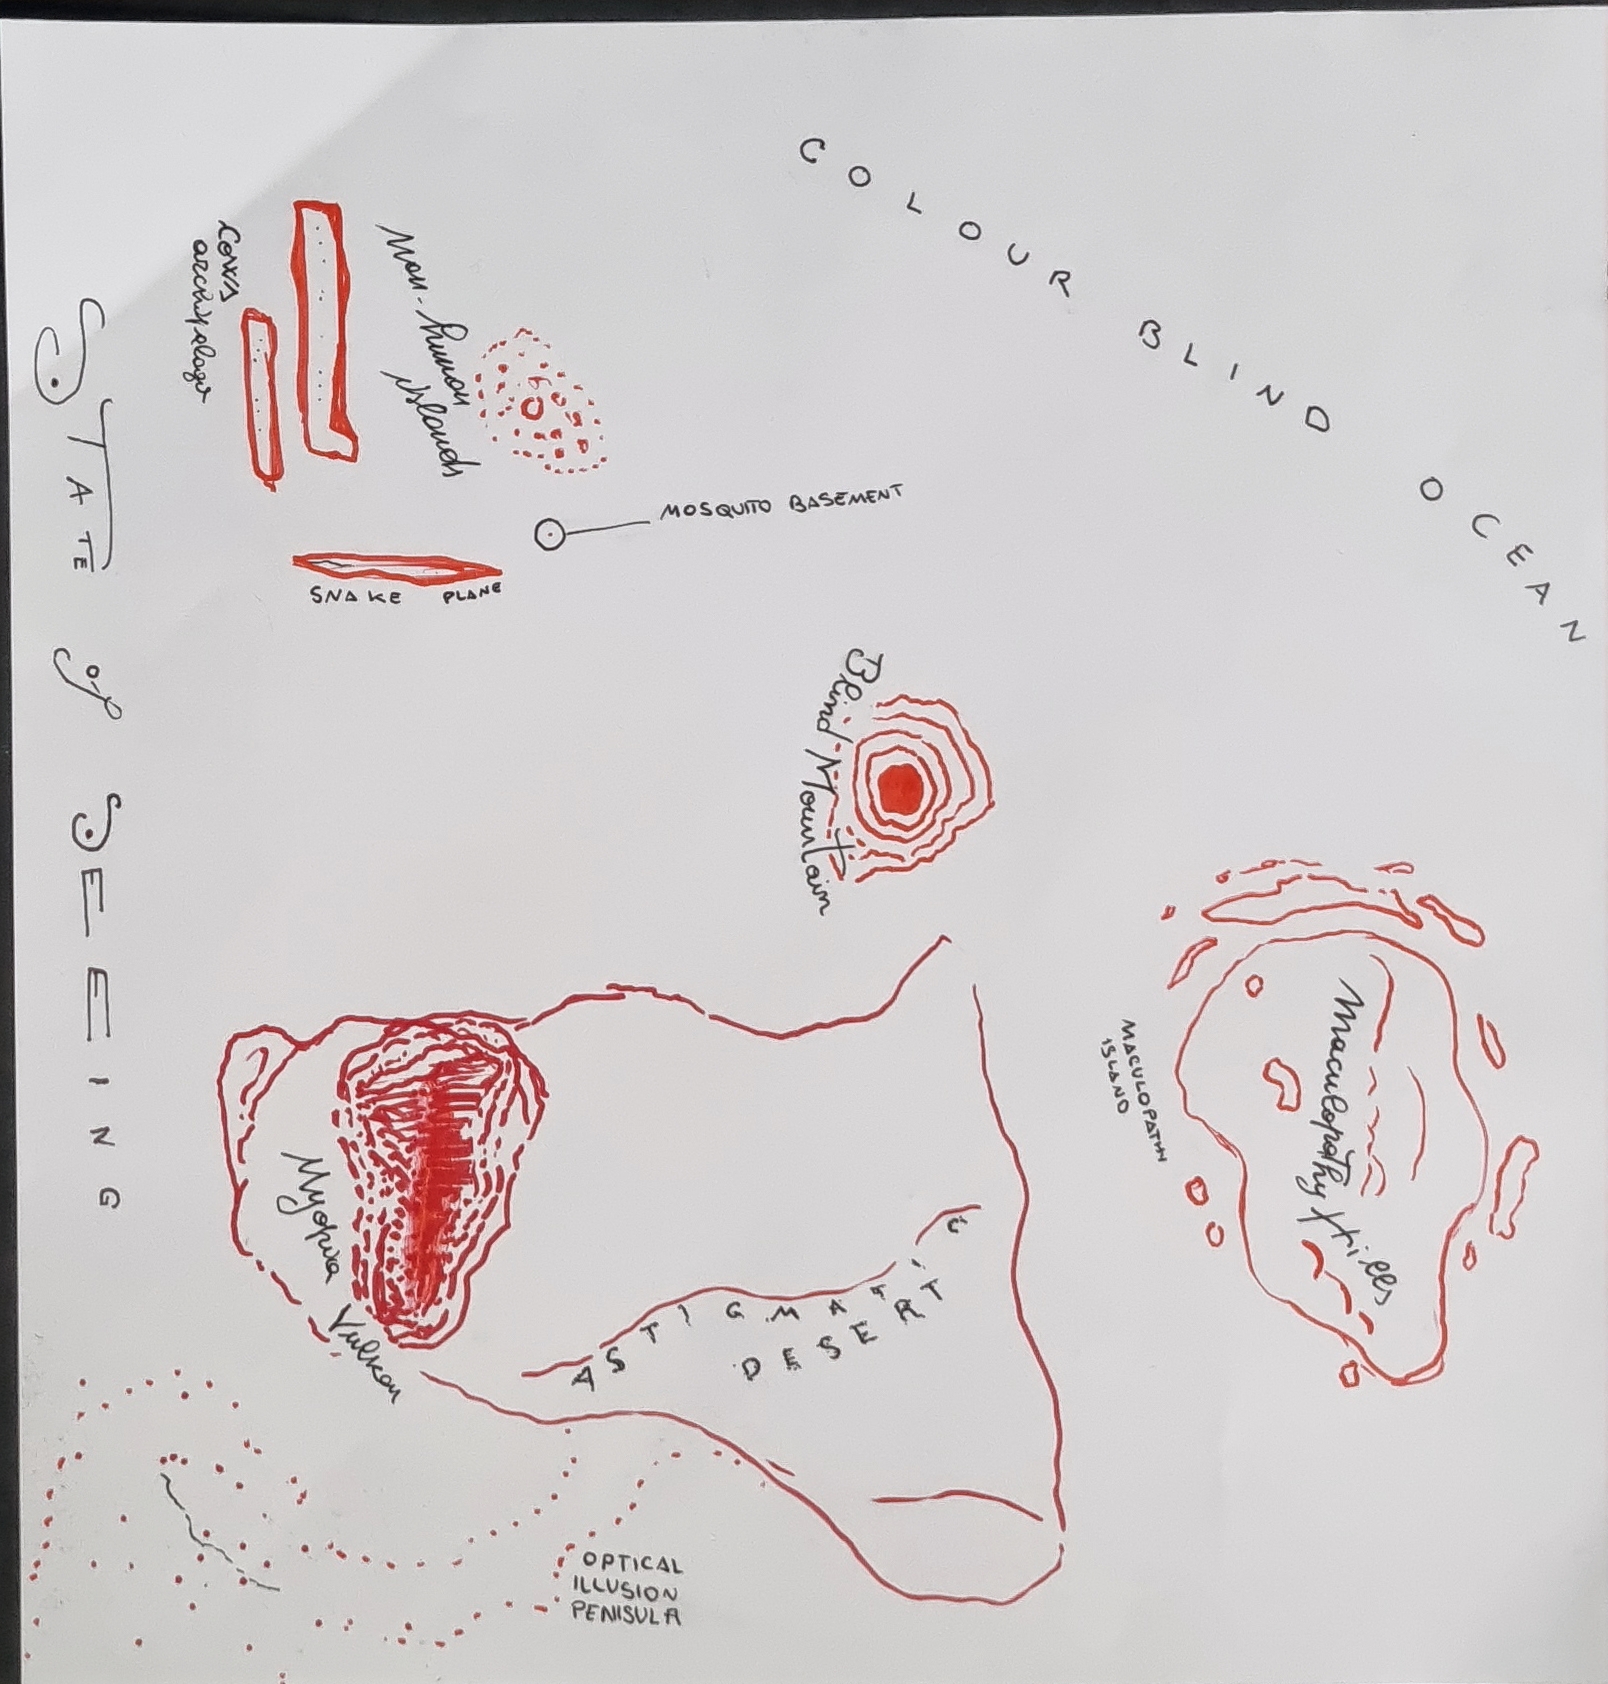 COLOUR BLIND OCEAN
Maculopathy Hills
MACULOPATHY
ISLAND
Blind Mountain
MOSQUITO BASEMENT
ASTIGMATIC
DESERT
OPTICAL
ILLUSION
PENISULA
non-human
islands
SNAKE PLANE
Myopia Vulkan
Cows
archipelago
STATE of SEEING